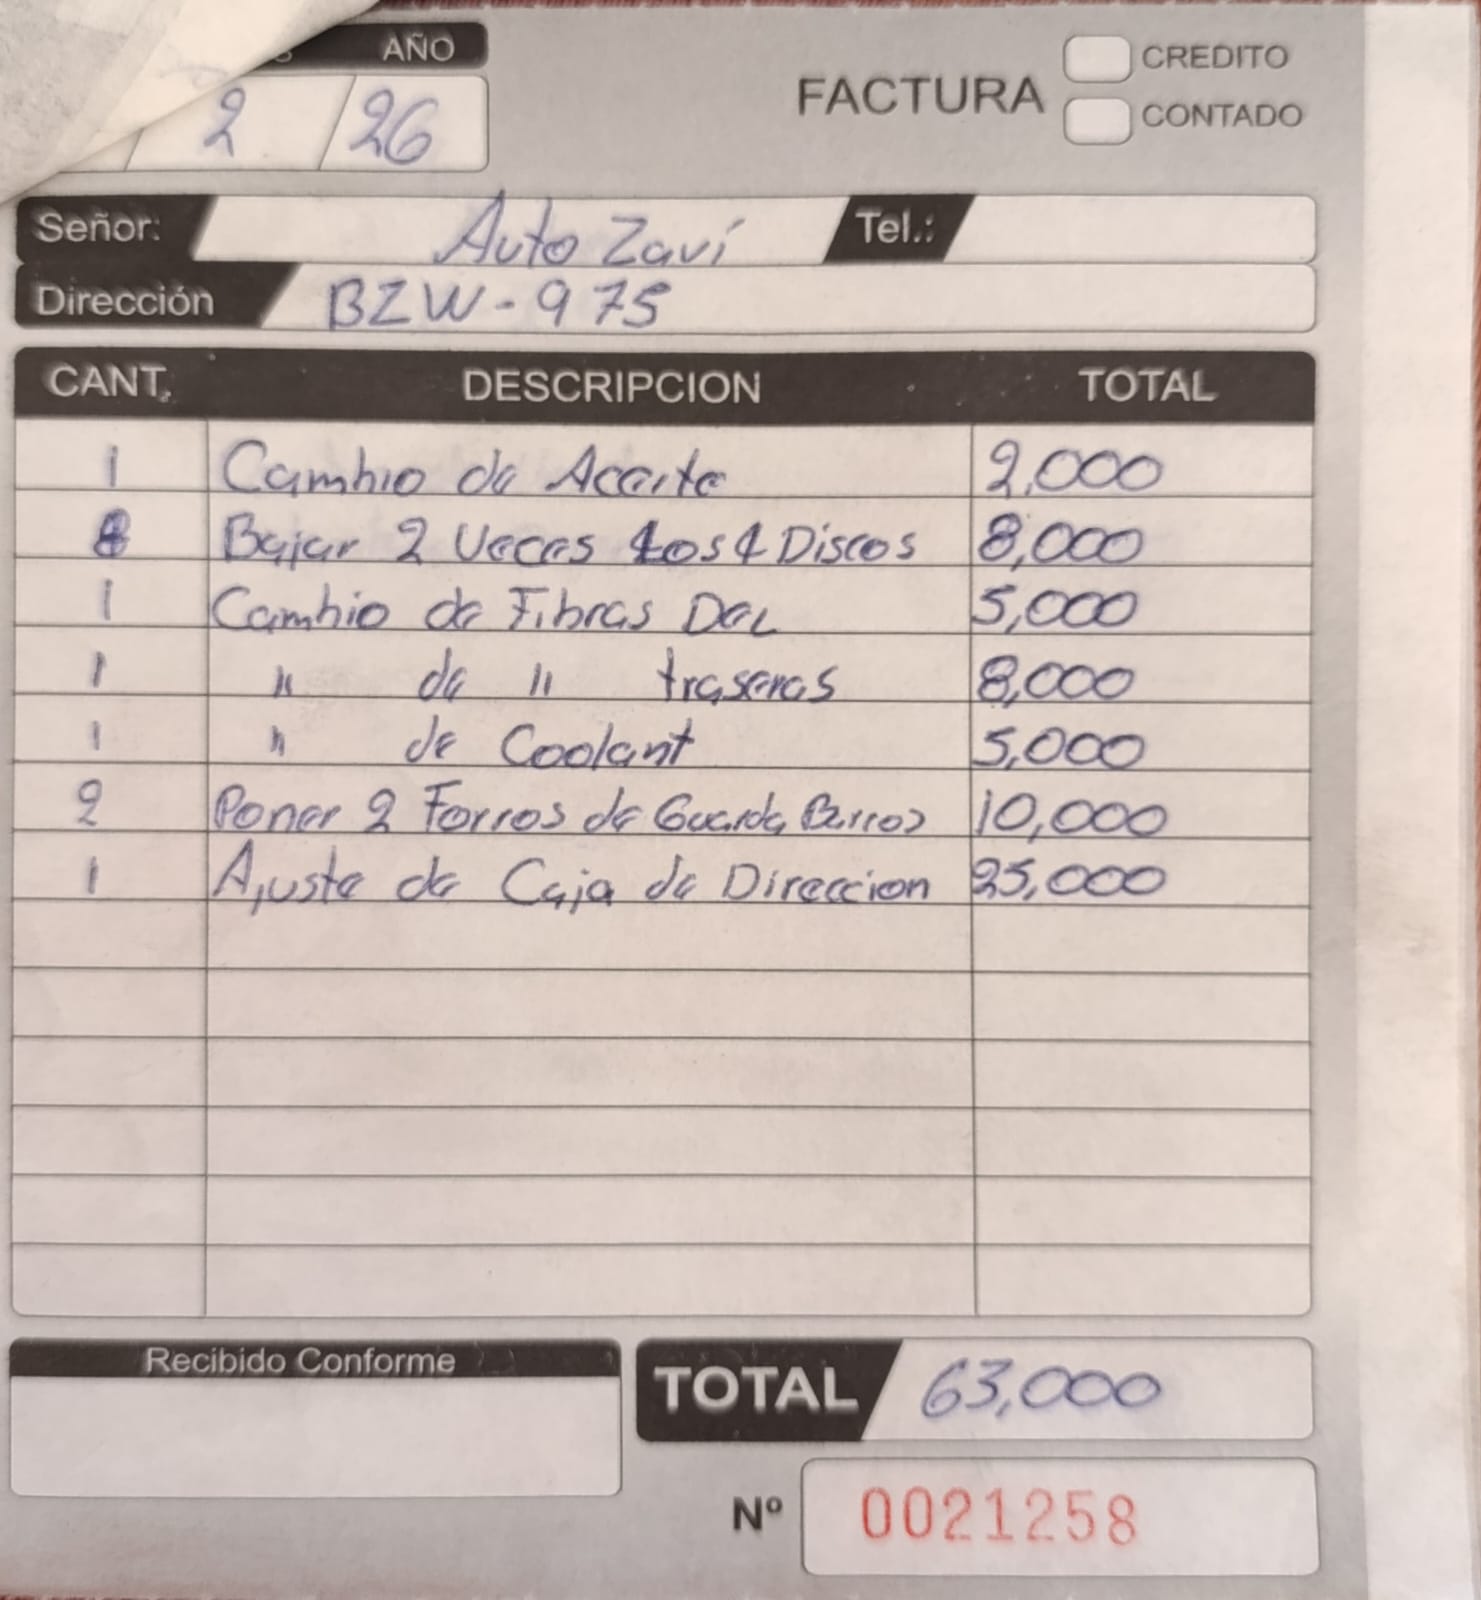 AÑO
2 26
FACTURA
CREDITO
CONTADO
Señor: Auto Zavi Tel.:
Dirección BZW-975
CANT. DESCRIPCION TOTAL
1 Cambio de Aceite 2,000
8 Bajar 2 Veces Los 4 Discos 8,000
1 Cambio de Fibras Del 5,000
1 " de " traseras 8,000
1 " de Coolant 5,000
2 Poner 2 Forros de Guarda Barros 10,000
1 Ajuste de Caja de Direccion 25,000
Recibido Conforme
TOTAL 63,000
Nº 0021258